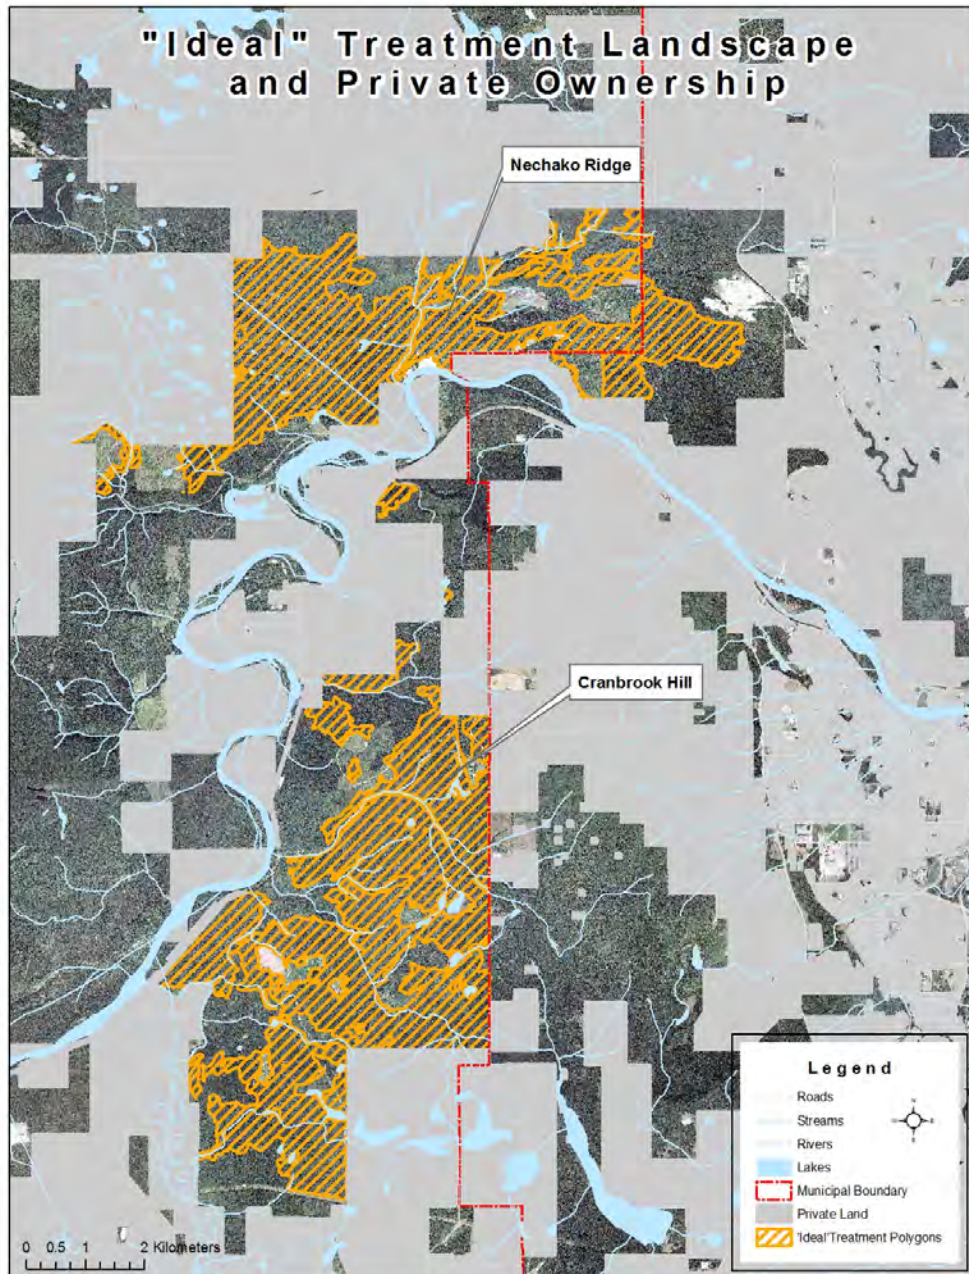 "Ideal" Treatment Landscape
and Private Ownership
Nechako Ridge
Cranbrook Hill
Legend
Roads
Streams
Rivers
Lakes
Municipal Boundary
Private Land
'Ideal' Treatment Polygons
N
0 0.5 1 2 Kilometers